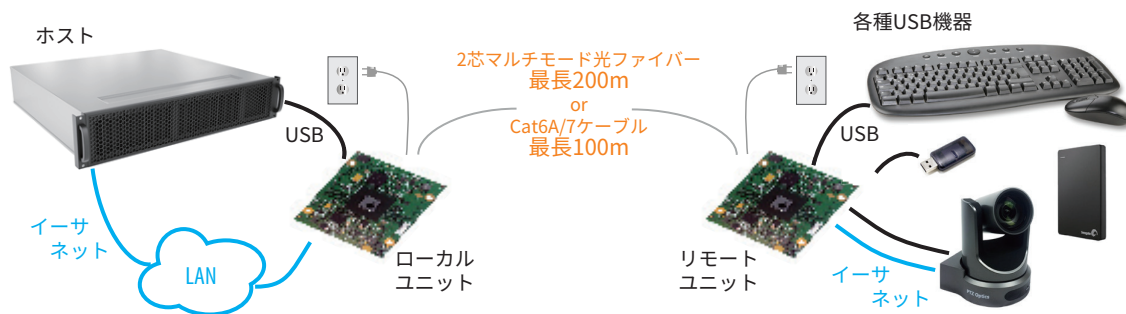 ホスト
各種USB機器
2芯マルチモード光ファイバー
最長200m
or
Cat6A/7ケーブル
最長100m
USB
USB
イーサ
ネット
LAN
ローカル
ユニット
リモート
ユニット
イーサ
ネット
PTZ Optics
Seagate